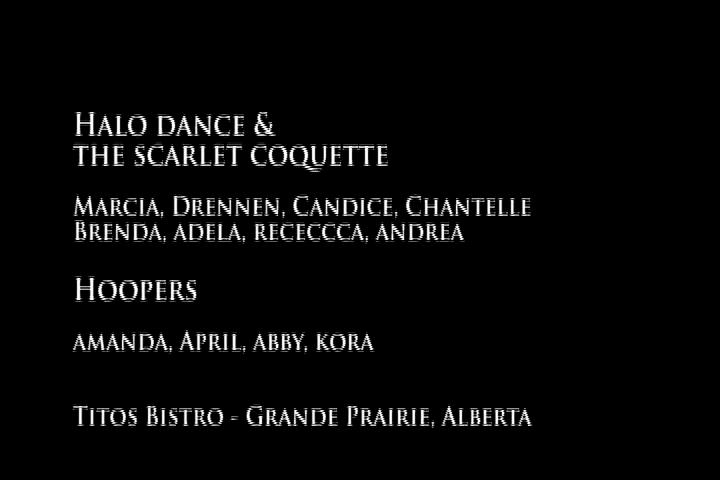 Halo dance &
the scarlet coquette
Marcia, Drennen, Candice, Chantelle
Brenda, adela, rececca, andrea
Hoopers
amanda, April, abby, kora
Titos Bistro - Grande Prairie, Alberta